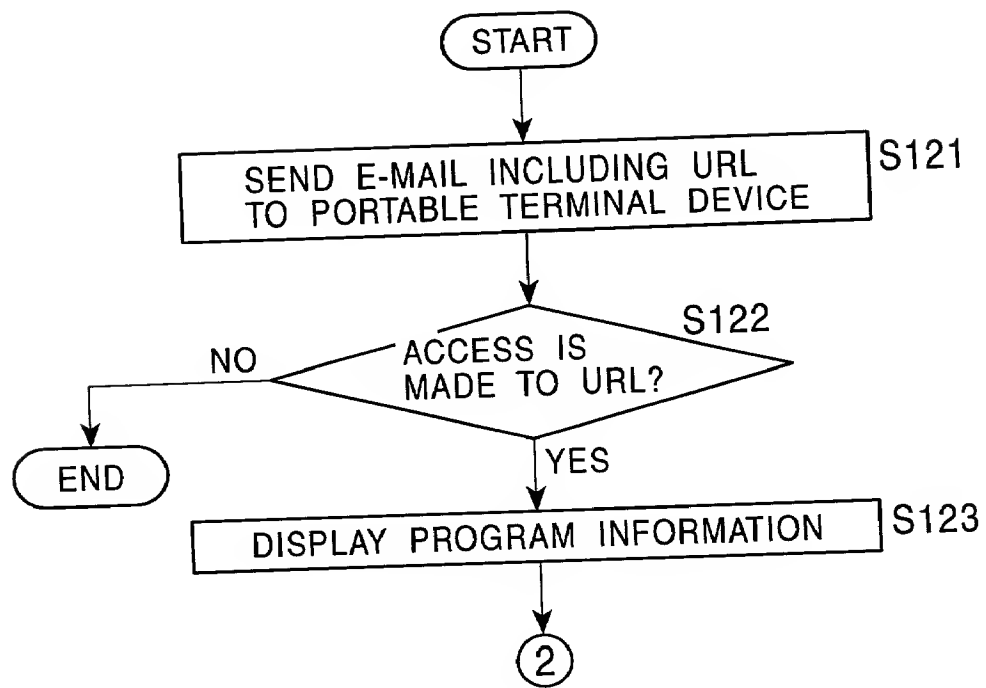 START
SEND E-MAIL INCLUDING URL
TO PORTABLE TERMINAL DEVICE
S121
S122
ACCESS IS
MADE TO URL?
NO
YES
END
DISPLAY PROGRAM INFORMATION
S123
2